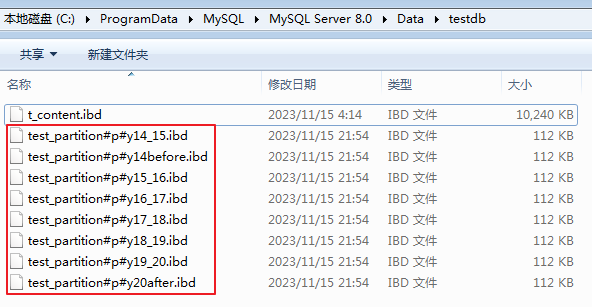 本地磁盘 (C:) ▸ ProgramData ▸ MySQL ▸ MySQL Server 8.0 ▸ Data ▸ testdb
共享 新建文件夹
名称 修改日期 类型 大小
t_content.ibd 2023/11/15 4:14 IBD 文件 10,240 KB
test_partition#p#y14_15.ibd 2023/11/15 21:54 IBD 文件 112 KB
test_partition#p#y14before.ibd 2023/11/15 21:54 IBD 文件 112 KB
test_partition#p#y15_16.ibd 2023/11/15 21:54 IBD 文件 112 KB
test_partition#p#y16_17.ibd 2023/11/15 21:54 IBD 文件 112 KB
test_partition#p#y17_18.ibd 2023/11/15 21:54 IBD 文件 112 KB
test_partition#p#y18_19.ibd 2023/11/15 21:54 IBD 文件 112 KB
test_partition#p#y19_20.ibd 2023/11/15 21:54 IBD 文件 112 KB
test_partition#p#y20after.ibd 2023/11/15 21:54 IBD 文件 112 KB